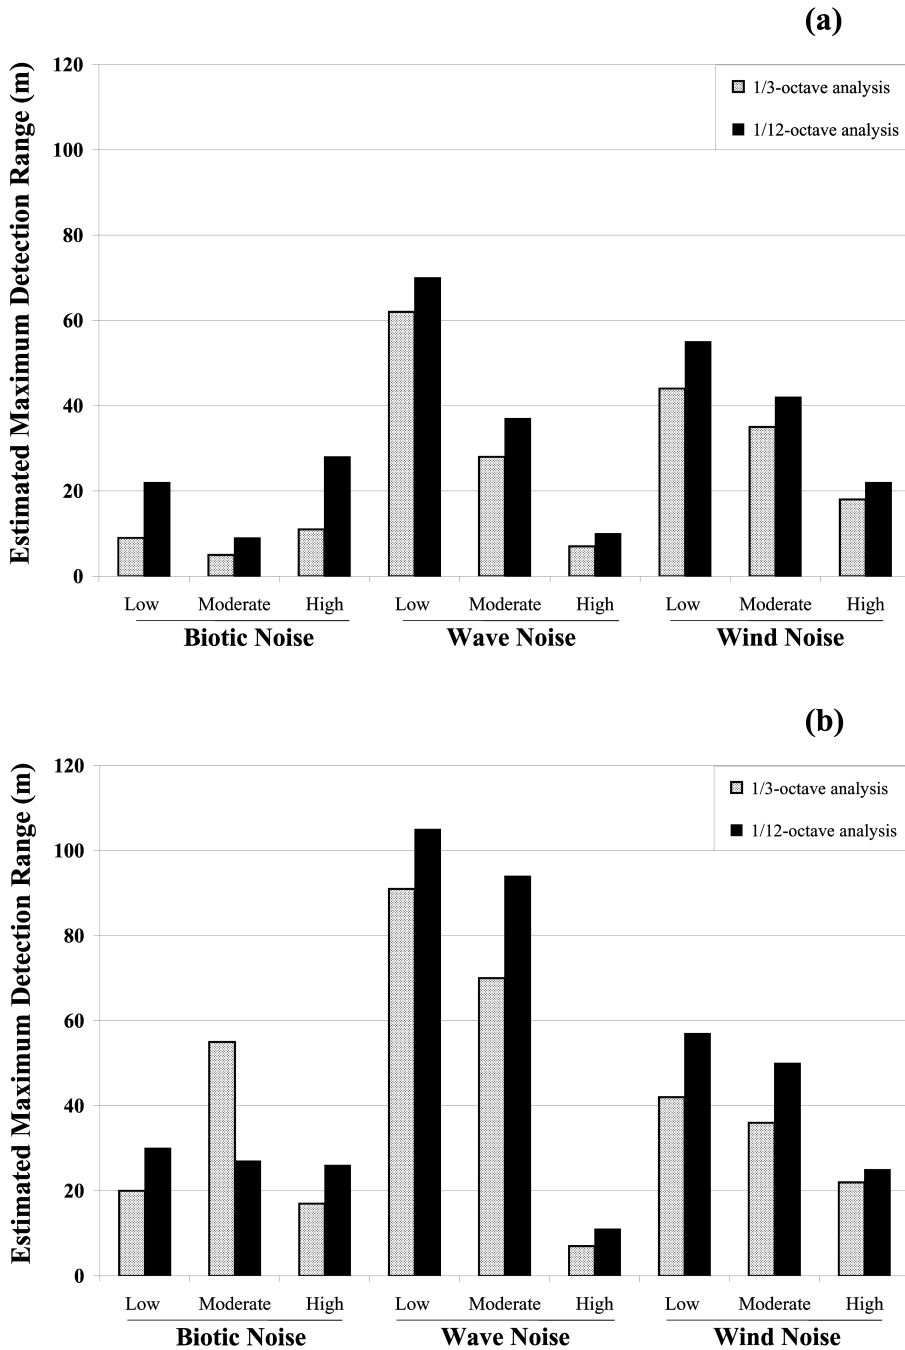 (a)
Estimated Maximum Detection Range (m)
120
100
80
60
40
20
0
1/3-octave analysis
1/12-octave analysis
Low Moderate High Low Moderate High Low Moderate High
Biotic Noise Wave Noise Wind Noise
(b)
Estimated Maximum Detection Range (m)
120
100
80
60
40
20
0
1/3-octave analysis
1/12-octave analysis
Low Moderate High Low Moderate High Low Moderate High
Biotic Noise Wave Noise Wind Noise